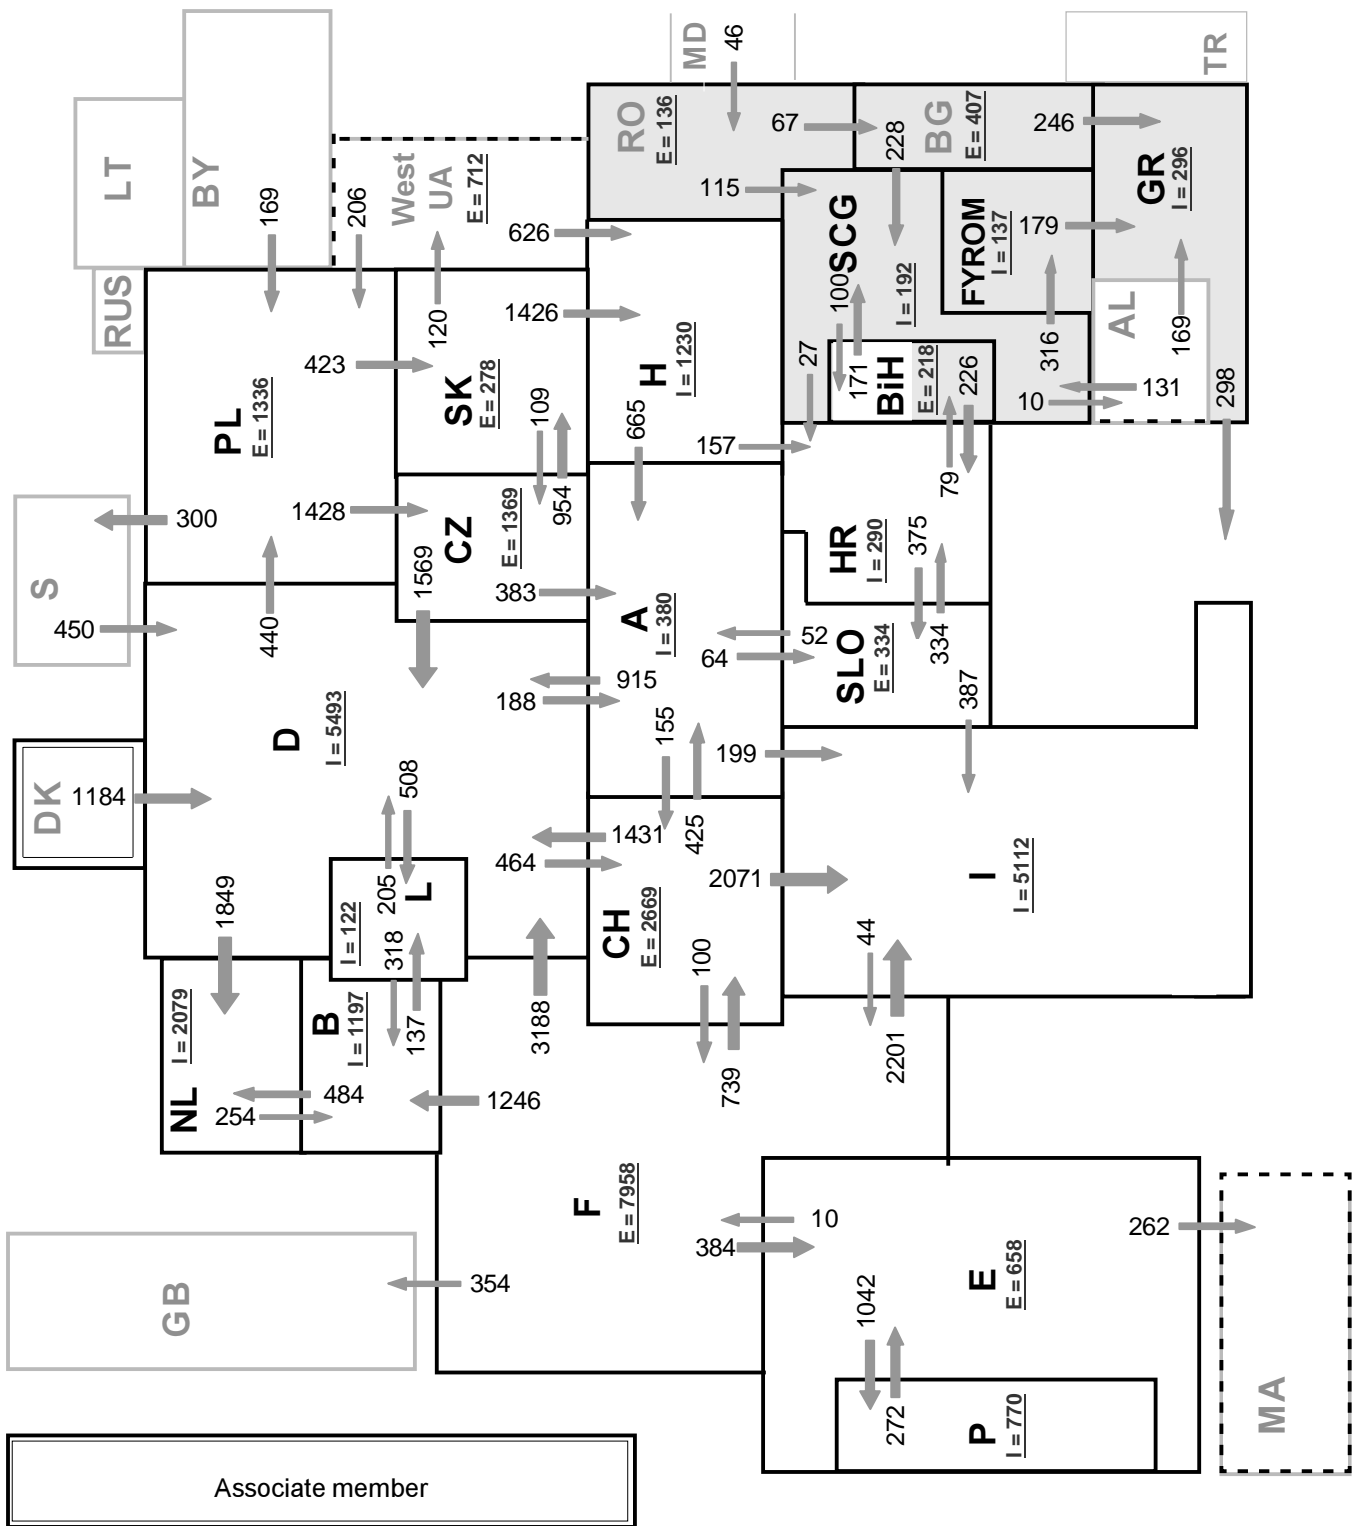 MD
46
TR
RO
E = 136
67
228
BG
E = 407
246
LT
BY
169
206
West
UA
E = 712
115
SCG
I = 192
FYROM
I = 137
179
GR
I = 296
626
RUS
120
1426
100
171
316
AL
169
423
H
I = 1230
27
BiH
E = 218
226
10
131
298
PL
E = 1336
SK
E = 278
109
665
157
79
954
300
1428
CZ
E = 1369
1569
HR
I = 290
375
S
383
A
I = 380
450
440
52
64
SLO
E = 334
334
387
915
188
D
I = 5493
155
199
508
DK
1184
1431
425
464
2071
I
I = 5112
1849
205
L
I = 122
318
CH
E = 2669
100
44
I = 2079
B
I = 1197
137
3188
739
2201
NL
484
254
1246
F
E = 7958
10
384
262
E
E = 658
GB
354
1042
272
P
I = 770
MA
Associate member